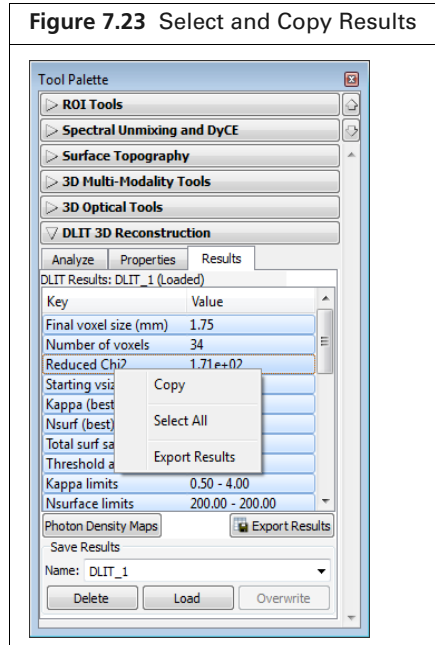 Figure 7.23 Select and Copy Results
Tool Palette
ROI Tools
Spectral Unmixing and DyCE
Surface Topography
3D Multi-Modality Tools
3D Optical Tools
DLIT 3D Reconstruction
Analyze Properties Results
DLIT Results: DLIT_1 (Loaded)
Key Value
Final voxel size (mm) 1.75
Number of voxels 34
Reduced Chi2 1.71e+02
Starting vsiz
Copy
Kappa (best
Select All
Nsurf (best)
Total surf sa
Export Results
Threshold a
Kappa limits 0.50 - 4.00
Nsurface limits 200.00 - 200.00
Photon Density Maps Export Results
Save Results
Name: DLIT_1
Delete Load Overwrite